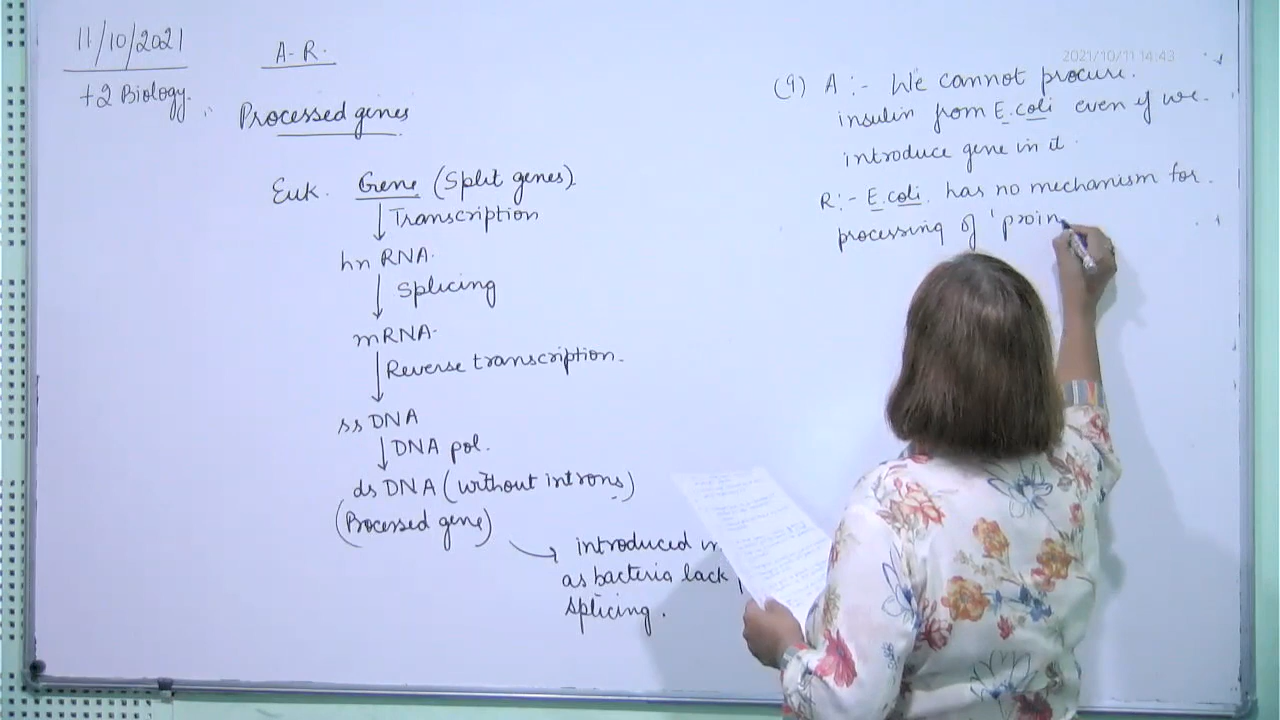 11/10/2021
+2 Biology.
A-R.
Processed genes
Euk. Gene (Split genes)
Transcription
hn RNA.
Splicing
mRNA.
Reverse transcription.
ss DNA
DNA pol.
ds DNA (without introns)
(Processed gene)
introduced
as bacteria lack
splicing.
2021/10/11 14:43
(9) A :- We cannot procure.
insulin from E.coli even if we.
introduce gene in it.
R:- E.coli. has no mechanism for.
processing of 'proin